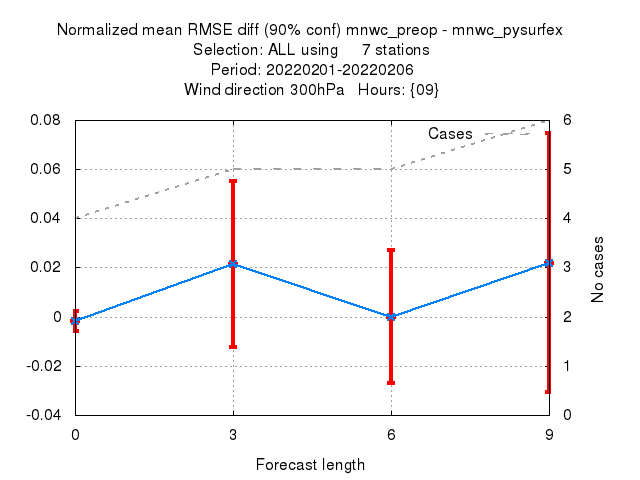 Normalized mean RMSE diff (90% conf) mnwc_preop - mnwc_pysurfex
Selection: ALL using 7 stations
Period: 20220201-20220206
Wind direction 300hPa Hours: {09}
0.08
0.06
0.04
0.02
0
-0.02
-0.04
Cases
6
5
4
3
2
1
0
No cases
0 3 6 9
Forecast length